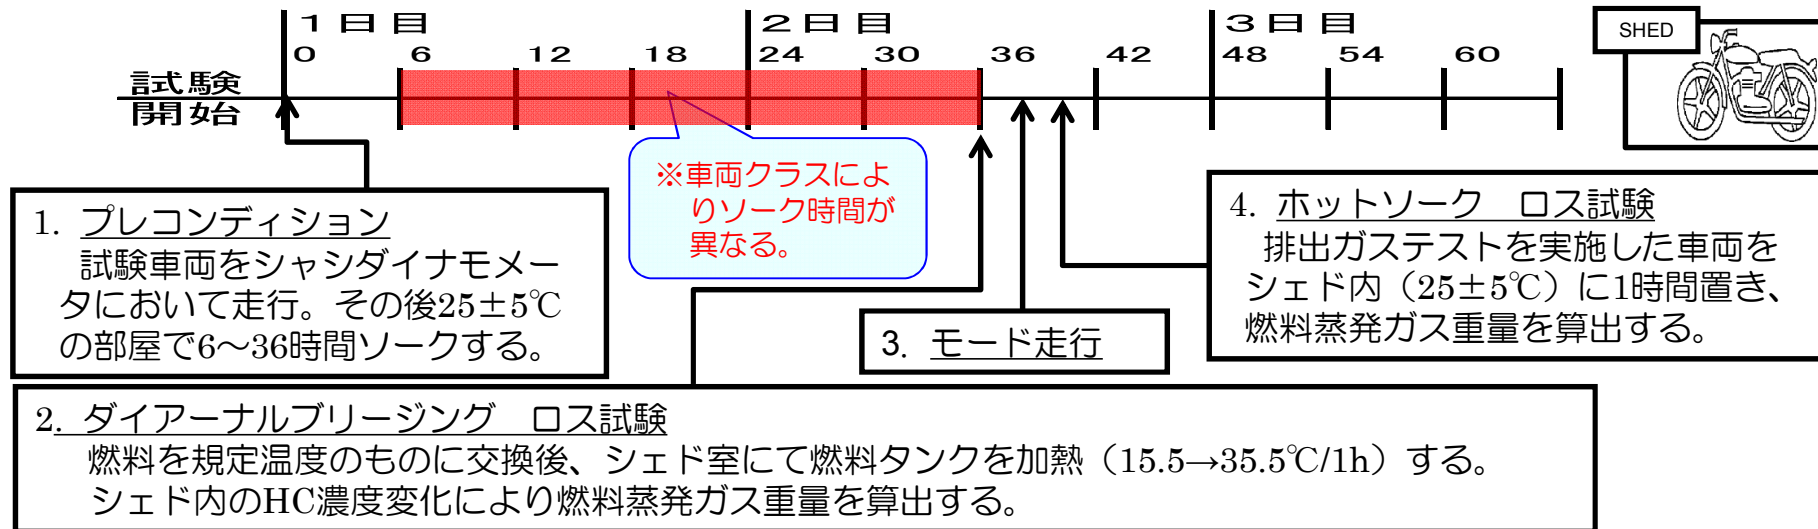 1日目 2日目 3日目
0 6 12 18 24 30 36 42 48 54 60
SHED
試験
開始
※車両クラスによ
りソーク時間が
異なる。
1. プレコンディション
試験車両をシャシダイナモメー
タにおいて走行。その後25±5℃
の部屋で6～36時間ソークする。
3. モード走行
4. ホットソーク　ロス試験
排出ガステストを実施した車両を
シェド内（25±5℃）に1時間置き、
燃料蒸発ガス重量を算出する。
2. ダイアーナルブリージング　ロス試験
燃料を規定温度のものに交換後、シェド室にて燃料タンクを加熱（15.5→35.5℃/1h）する。
シェド内のHC濃度変化により燃料蒸発ガス重量を算出する。